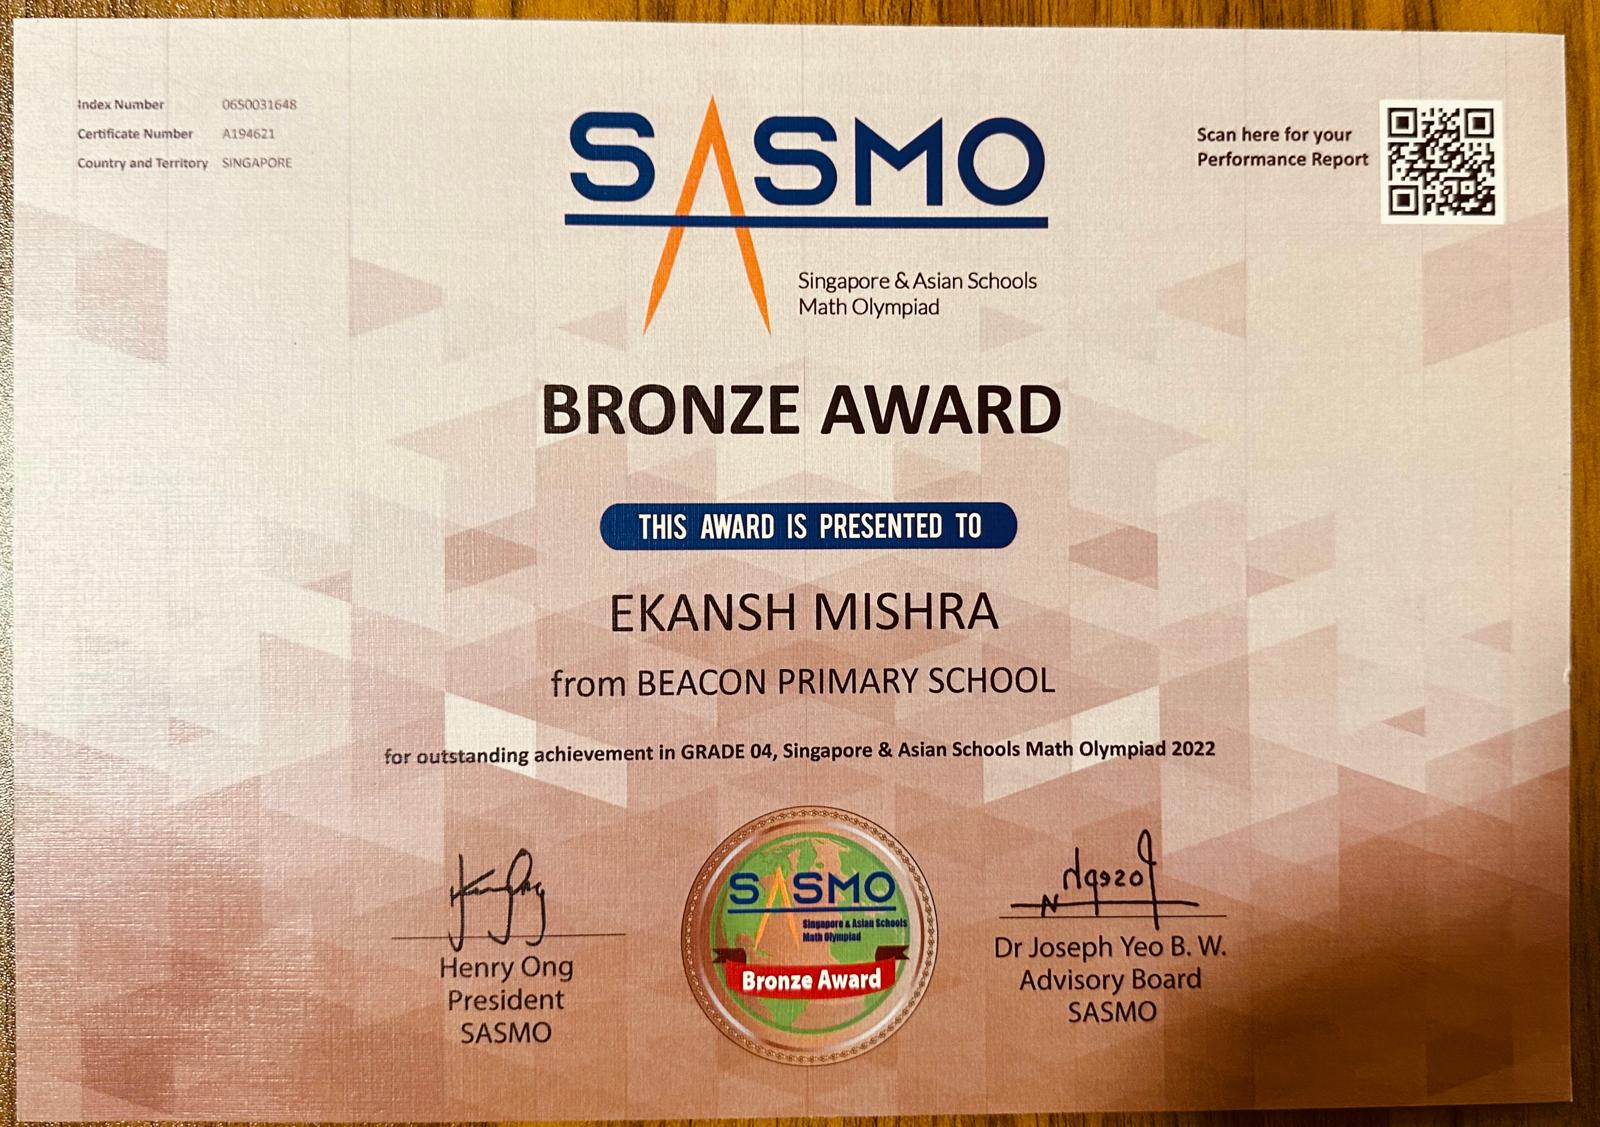 Index Number 0650031648
Certificate Number A194621
Country and Territory SINGAPORE
SASMO
Singapore & Asian Schools
Math Olympiad
Scan here for your
Performance Report
BRONZE AWARD
THIS AWARD IS PRESENTED TO
EKANSH MISHRA
from BEACON PRIMARY SCHOOL
for outstanding achievement in GRADE 04, Singapore & Asian Schools Math Olympiad 2022
Henry Ong
President
SASMO
SASMO
Singapore & Asian Schools
Math Olympiad
Bronze Award
Dr Joseph Yeo B. W.
Advisory Board
SASMO